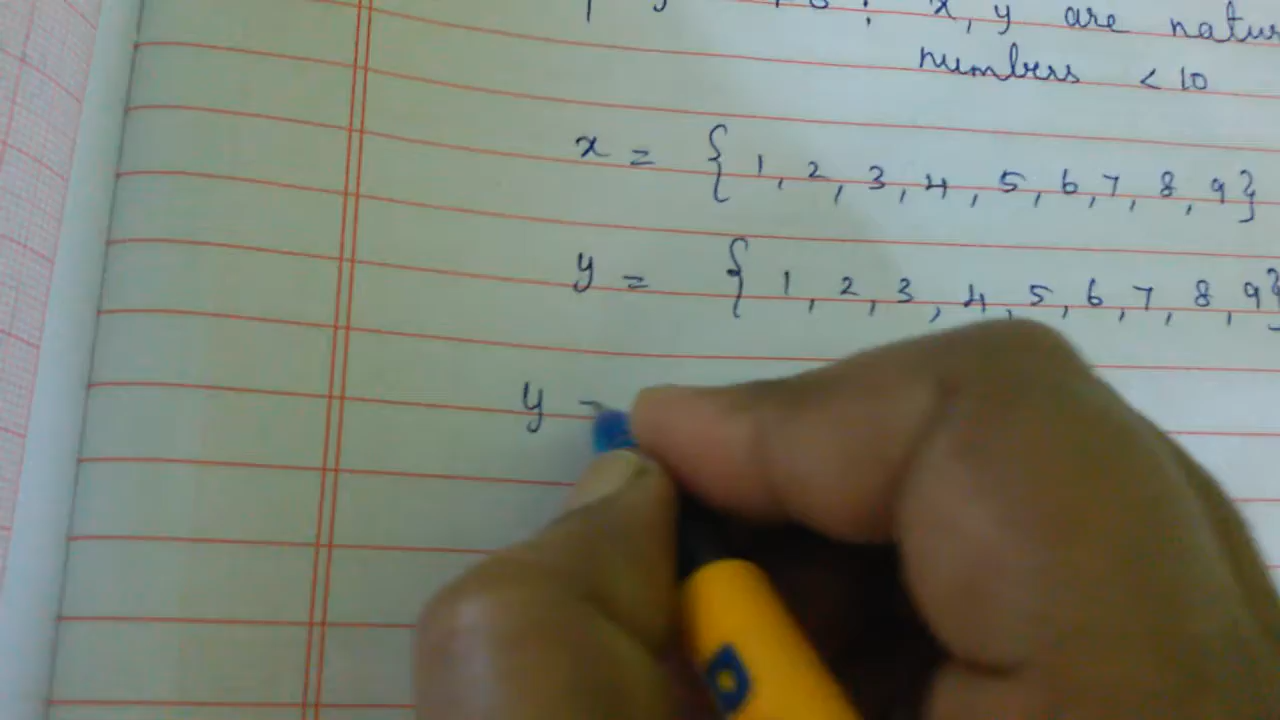 x, y are
numbers < 10
x = { 1, 2, 3, 4, 5, 6, 7, 8, 9 }
y = { 1, 2, 3, 4, 5, 6, 7, 8, 9 }
y